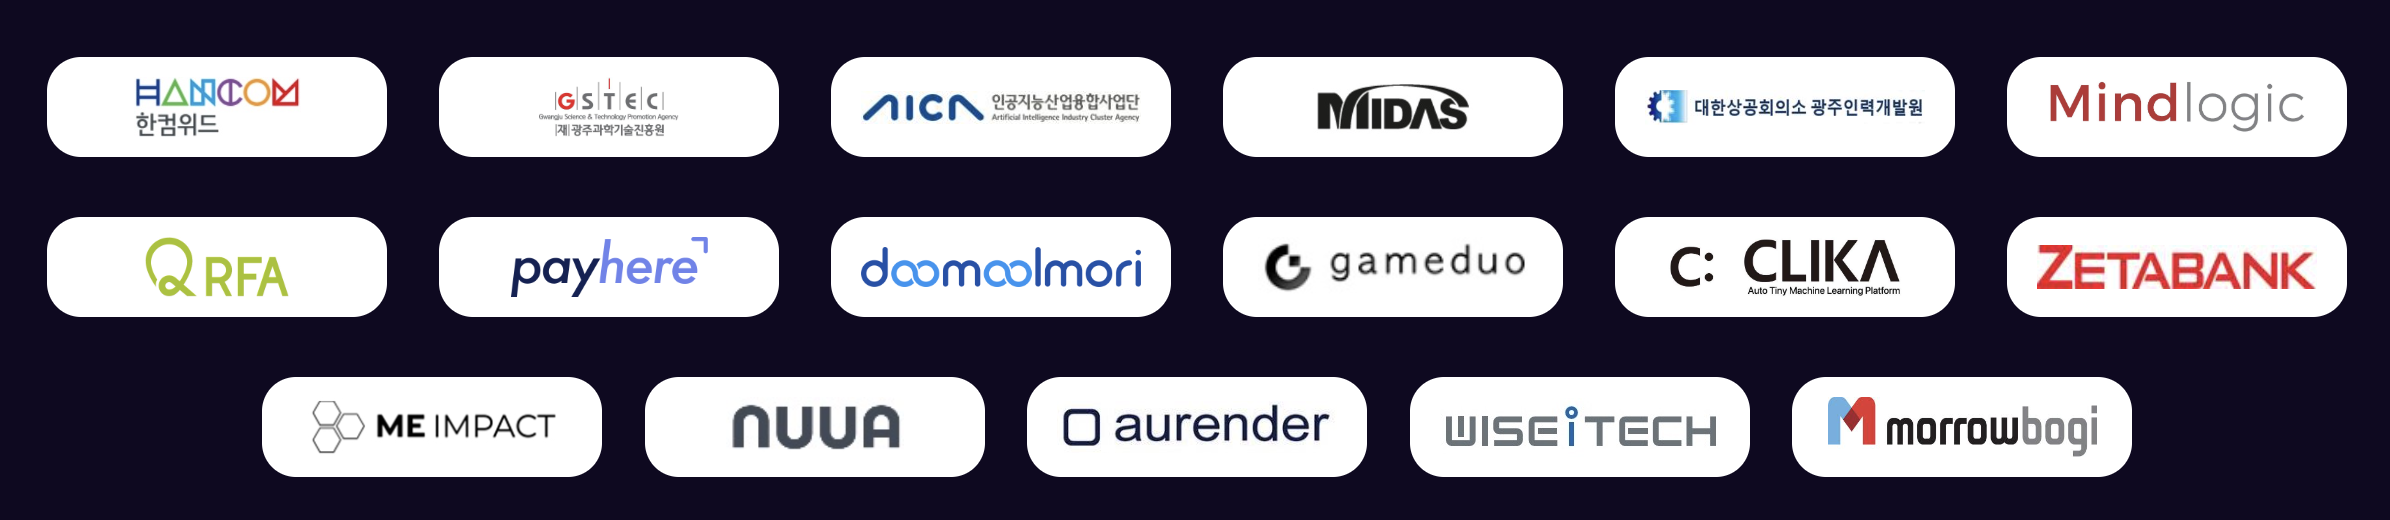 HANCOM
한컴위드
GSTEC
Gwangju Science & Technology Promotion Agency
|재|광주과학기술진흥원
AICA 인공지능산업융합사업단
Artificial Intelligence Industry Cluster Agency
MIDAS
대한상공회의소 광주인력개발원
Mindlogic
QRFA
payhere
doomoolmori
gameduo
C: CLIKA
Auto Tiny Machine Learning Platform
ZETABANK
ME IMPACT
NUUA
aurender
WISEiTECH
morrowbogi